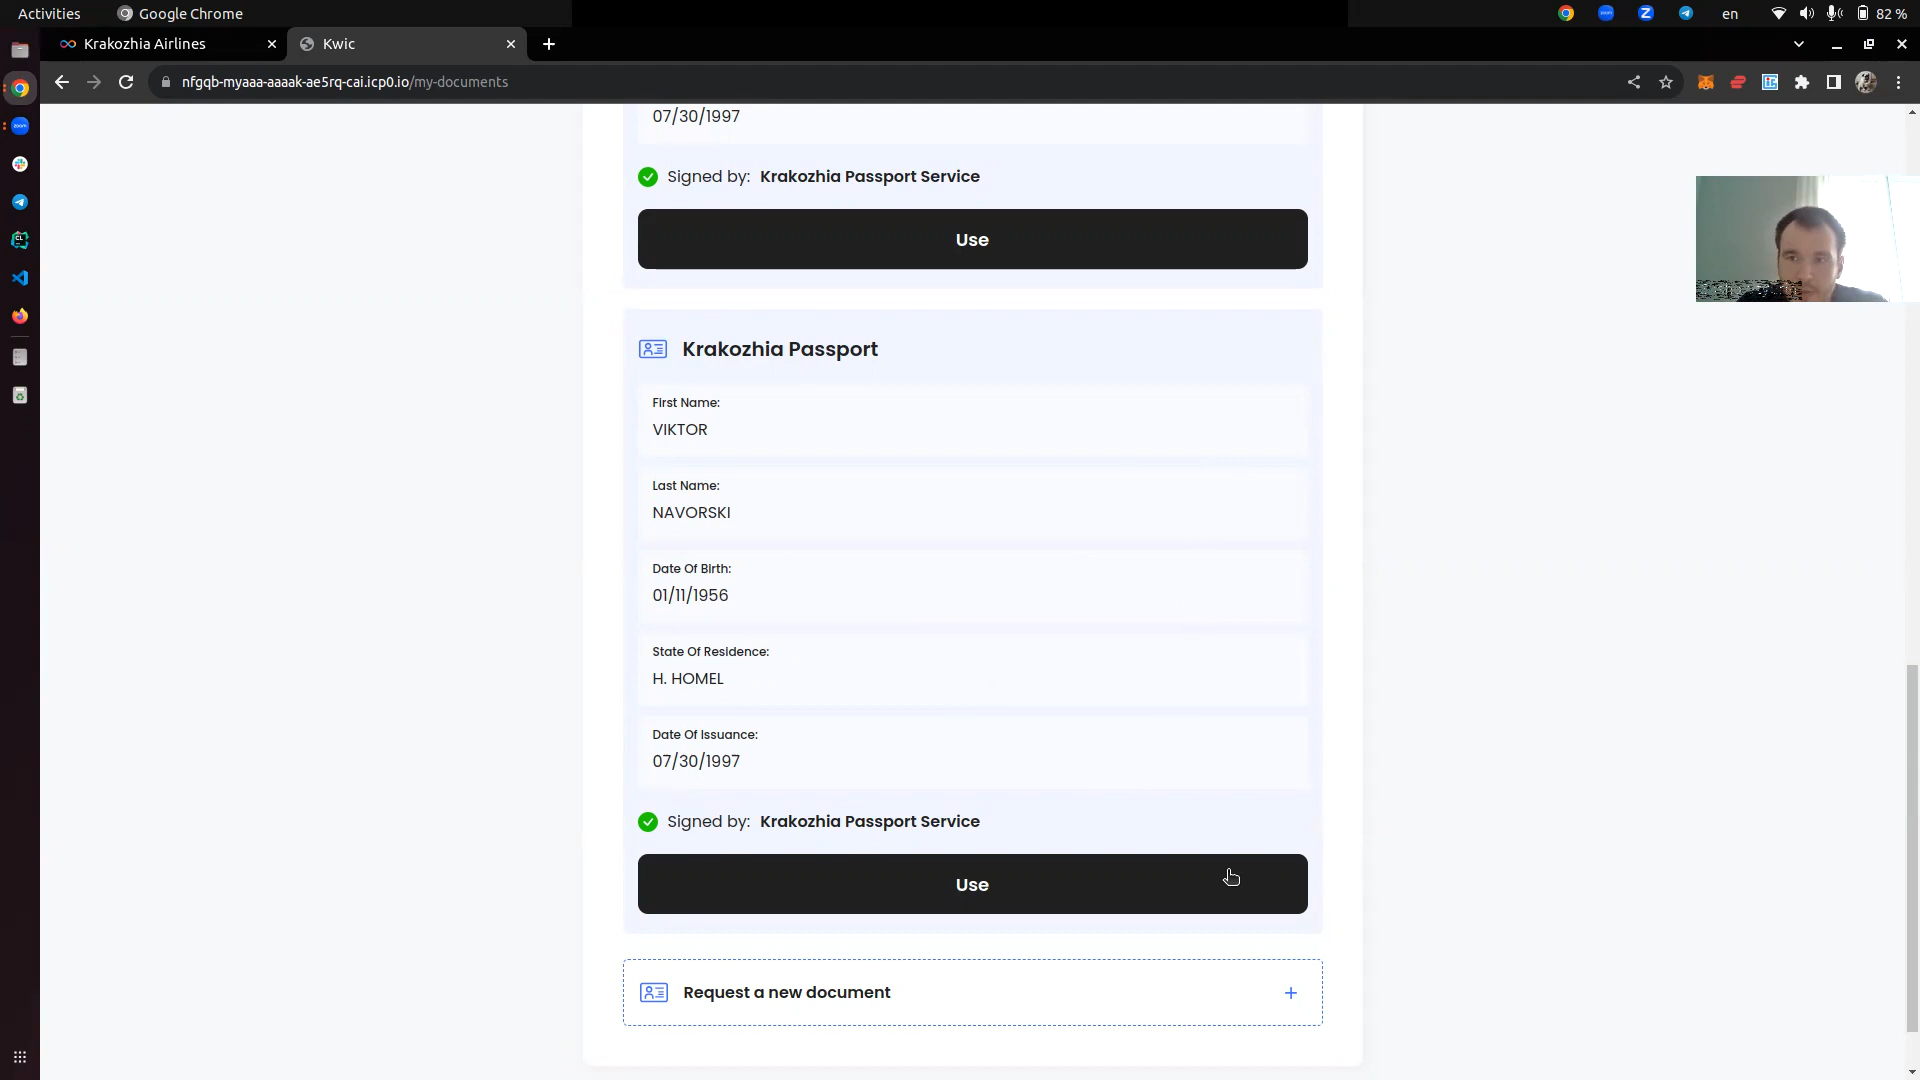 Activities
Google Chrome
en
82 %
Krakozhia Airlines
Kwic
nfgqb-myaaa-aaaak-ae5rq-cai.icp0.io/my-documents
07/30/1997
Signed by: Krakozhia Passport Service
Use
Krakozhia Passport
First Name:
VIKTOR
Last Name:
NAVORSKI
Date Of Birth:
01/11/1956
State Of Residence:
H. HOMEL
Date Of Issuance:
07/30/1997
Signed by: Krakozhia Passport Service
Use
Request a new document
+